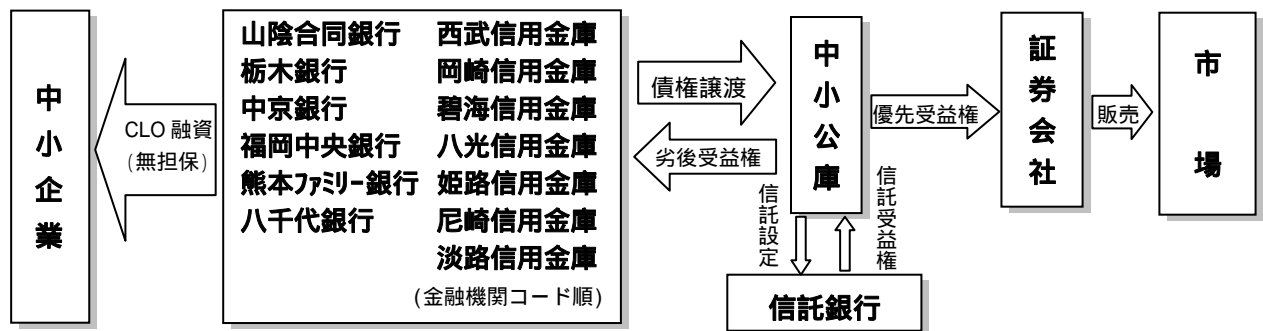 中小企業
CLO 融資
(無担保)
山陰合同銀行 西武信用金庫
栃木銀行 岡崎信用金庫
中京銀行 碧海信用金庫
福岡中央銀行 八光信用金庫
熊本ﾌｧﾐﾘｰ銀行 姫路信用金庫
八千代銀行 尼崎信用金庫
淡路信用金庫
(金融機関コード順)
債権譲渡
劣後受益権
中小公庫
信託設定
信託受益権
信託銀行
優先受益権
証券会社
販売
市場